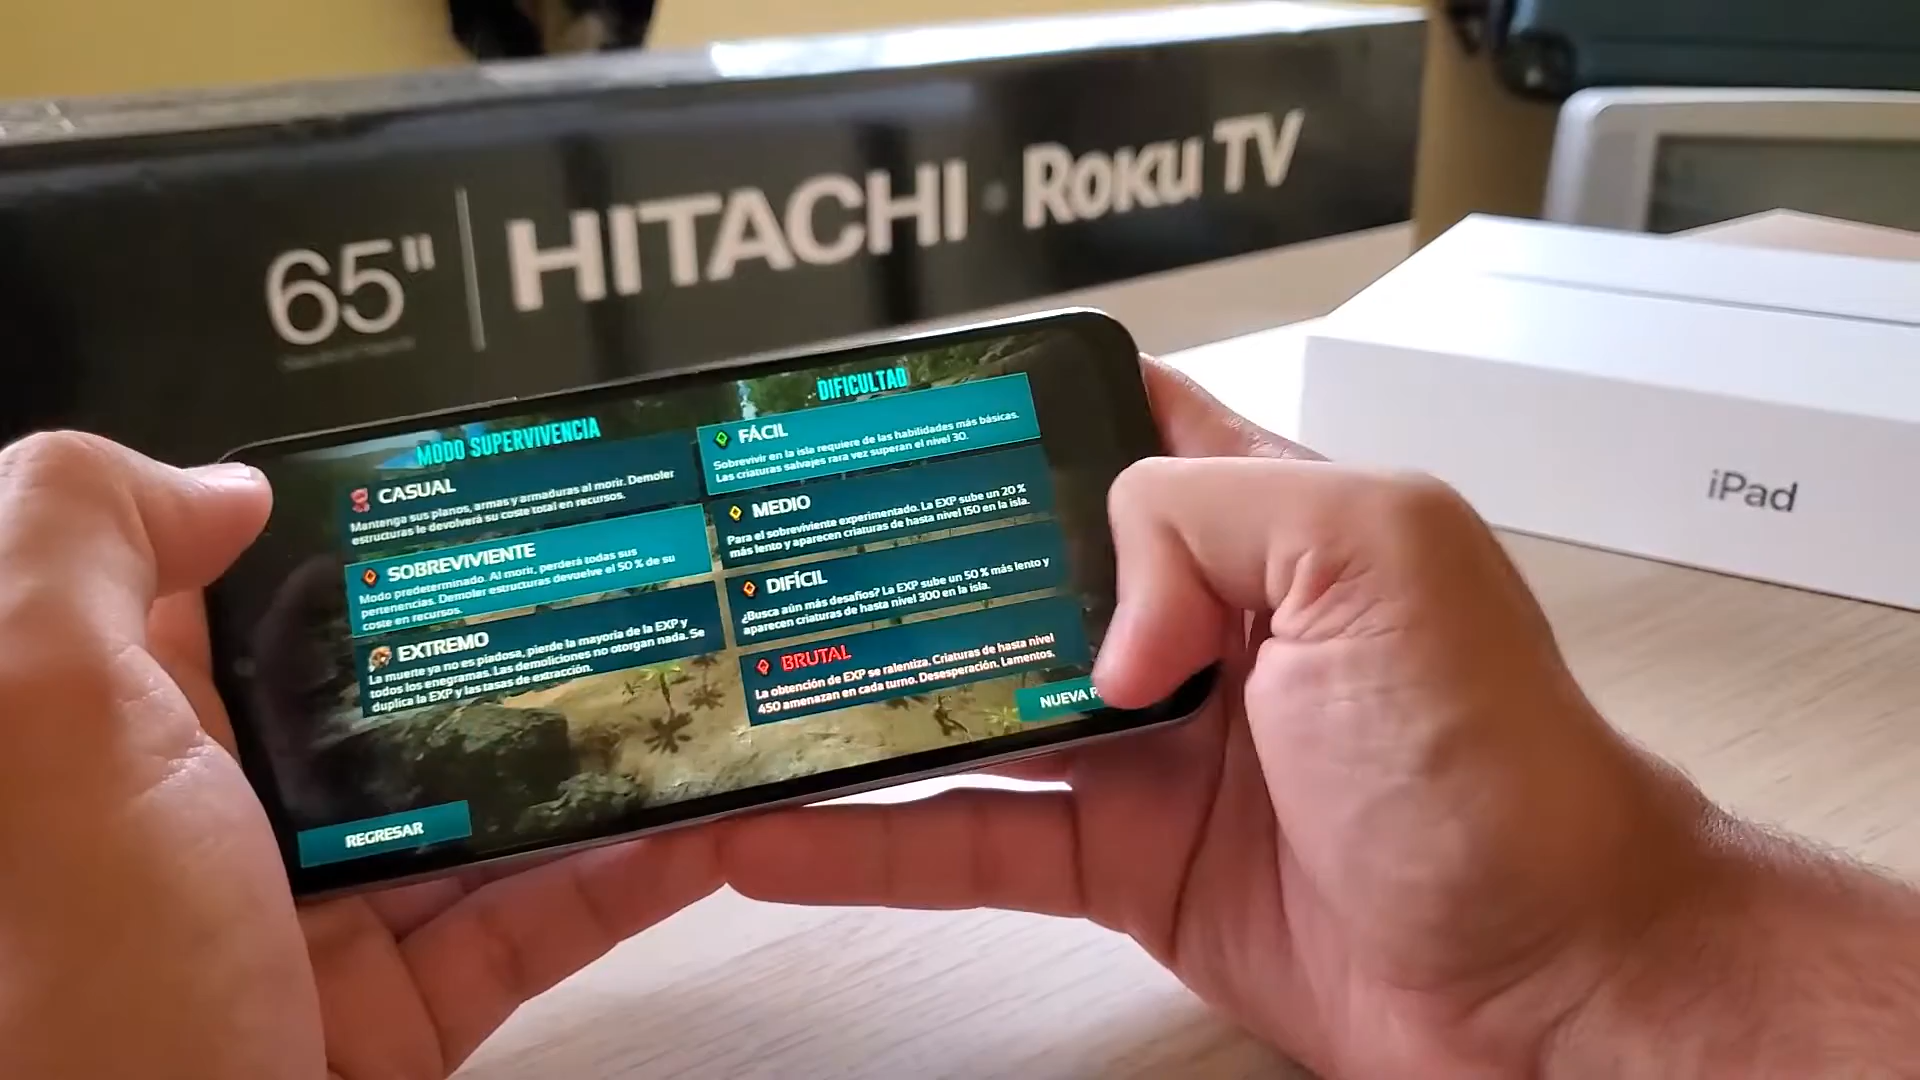 65" HITACHI Roku TV
iPad
MODO SUPERVIVENCIA
CASUAL
Mantenga sus planos, armas y armaduras al morir. Demoler
estructuras le devolverá su coste total en recursos.
SOBREVIVIENTE
Modo predeterminado. Al morir, perderá todas sus
pertenencias. Demoler estructuras devuelve el 50 % de su
coste en recursos.
EXTREMO
La muerte ya no es piadosa, pierde la mayoría de la EXP y
todos los enegramas. Las demoliciones no otorgan nada. Se
duplica la EXP y las tasas de extracción.
DIFICULTAD
FÁCIL
Sobrevivir en la isla requiere de las habilidades más básicas.
Las criaturas salvajes rara vez superan el nivel 30.
MEDIO
Para el sobreviviente experimentado. La EXP sube un 20 %
más lento y aparecen criaturas de hasta nivel 150 en la isla.
DIFÍCIL
¿Busca aún más desafíos? La EXP sube un 50 % más lento y
aparecen criaturas de hasta nivel 300 en la isla.
BRUTAL
La obtención de EXP se ralentiza. Criaturas de hasta nivel
450 amenazan en cada turno. Desesperación. Lamentos.
NUEVA
REGRESAR